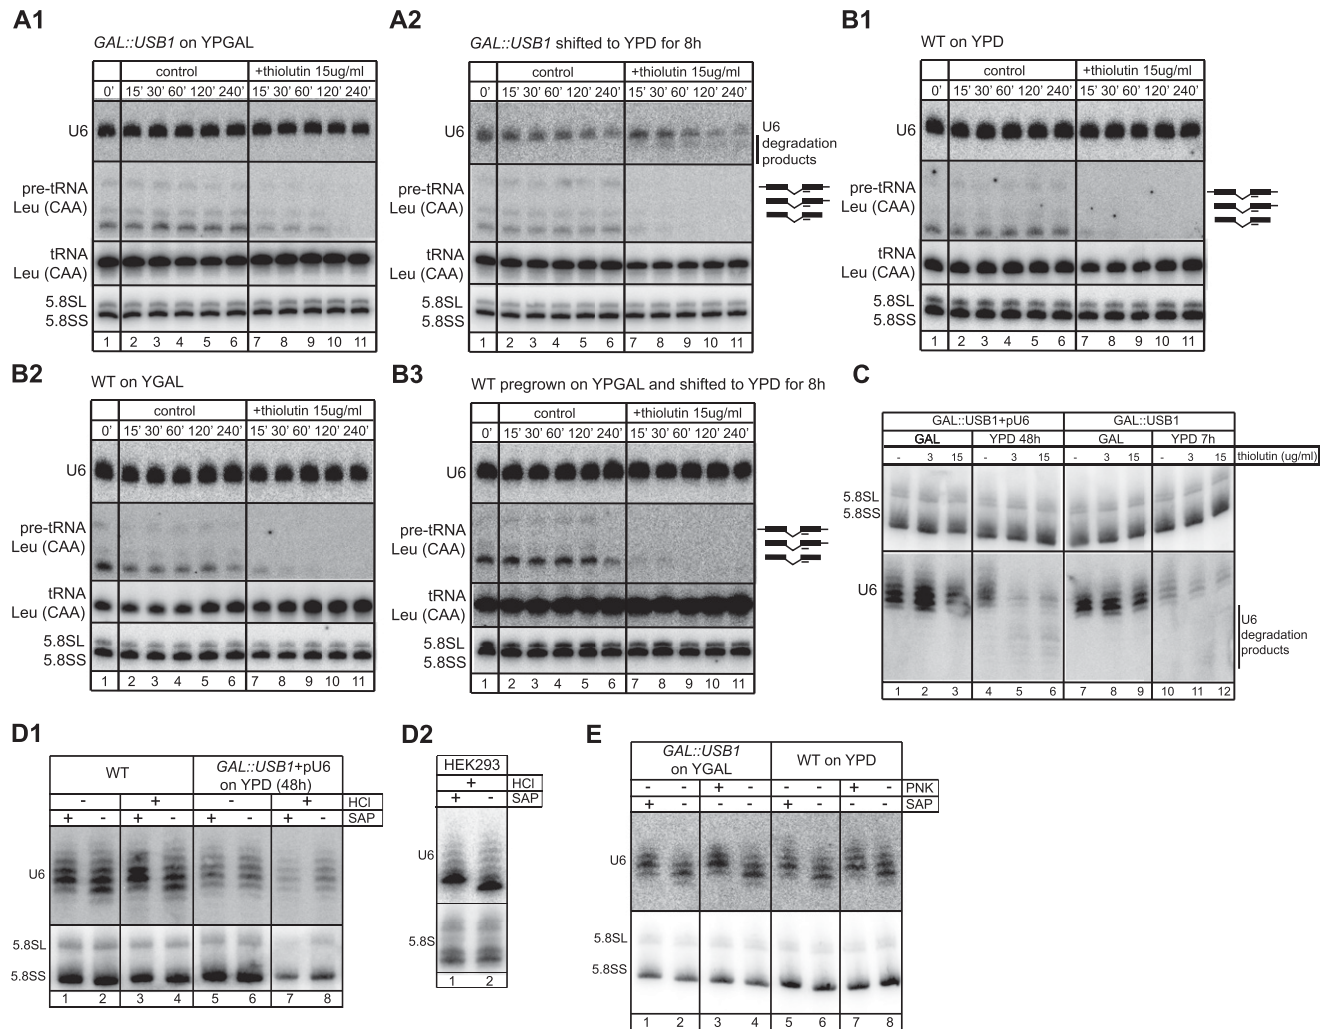 A1
GAL::USB1 on YPGAL
control +thiolutin 15ug/ml
0' 15' 30' 60' 120' 240' 15' 30' 60' 120' 240'
U6
pre-tRNA
Leu (CAA)
tRNA
Leu (CAA)
5.8SL
5.8SS
1 2 3 4 5 6 7 8 9 10 11
A2
GAL::USB1 shifted to YPD for 8h
control +thiolutin 15ug/ml
0' 15' 30' 60' 120' 240' 15' 30' 60' 120' 240'
U6
degradation
products
1 2 3 4 5 6 7 8 9 10 11
B1
WT on YPD
control +thiolutin 15ug/ml
0' 15' 30' 60' 120' 240' 15' 30' 60' 120' 240'
U6
pre-tRNA
Leu (CAA)
tRNA
Leu (CAA)
5.8SL
5.8SS
1 2 3 4 5 6 7 8 9 10 11
B2
WT on YGAL
control +thiolutin 15ug/ml
0' 15' 30' 60' 120' 240' 15' 30' 60' 120' 240'
U6
pre-tRNA
Leu (CAA)
tRNA
Leu (CAA)
5.8SL
5.8SS
1 2 3 4 5 6 7 8 9 10 11
B3
WT pregrown on YPGAL and shifted to YPD for 8h
control +thiolutin 15ug/ml
0' 15' 30' 60' 120' 240' 15' 30' 60' 120' 240'
U6
pre-tRNA
Leu (CAA)
tRNA
Leu (CAA)
5.8SL
5.8SS
1 2 3 4 5 6 7 8 9 10 11
C
GAL::USB1+pU6 GAL::USB1
GAL YPD 48h GAL YPD 7h
- 3 15 - 3 15 - 3 15 - 3 15 thiolutin (ug/ml)
5.8SL
5.8SS
U6
U6
degradation
products
1 2 3 4 5 6 7 8 9 10 11 12
D1
WT GAL::USB1+pU6
on YPD (48h)
- + - + HCl
+ - + - + - + - SAP
U6
5.8SL
5.8SS
1 2 3 4 5 6 7 8
D2
HEK293
+ HCl
+ - SAP
U6
5.8S
1 2
E
GAL::USB1
on YGAL
WT on YPD
- - + - - - + - PNK
+ - - - + - - - SAP
U6
5.8SL
5.8SS
1 2 3 4 5 6 7 8